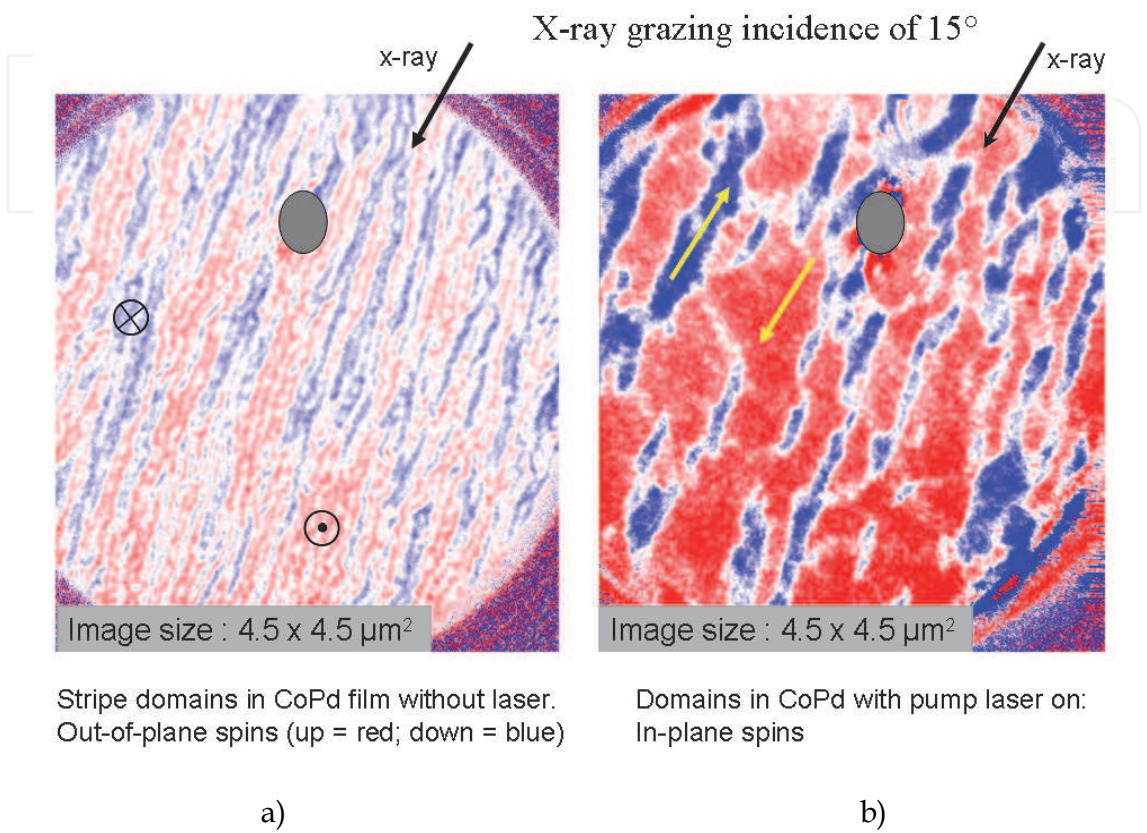 X-ray grazing incidence of 15°
x-ray
x-ray
Image size : 4.5 x 4.5 µm²
Image size : 4.5 x 4.5 µm²
Stripe domains in CoPd film without laser.
Out-of-plane spins (up = red; down = blue)
Domains in CoPd with pump laser on:
In-plane spins
a)
b)